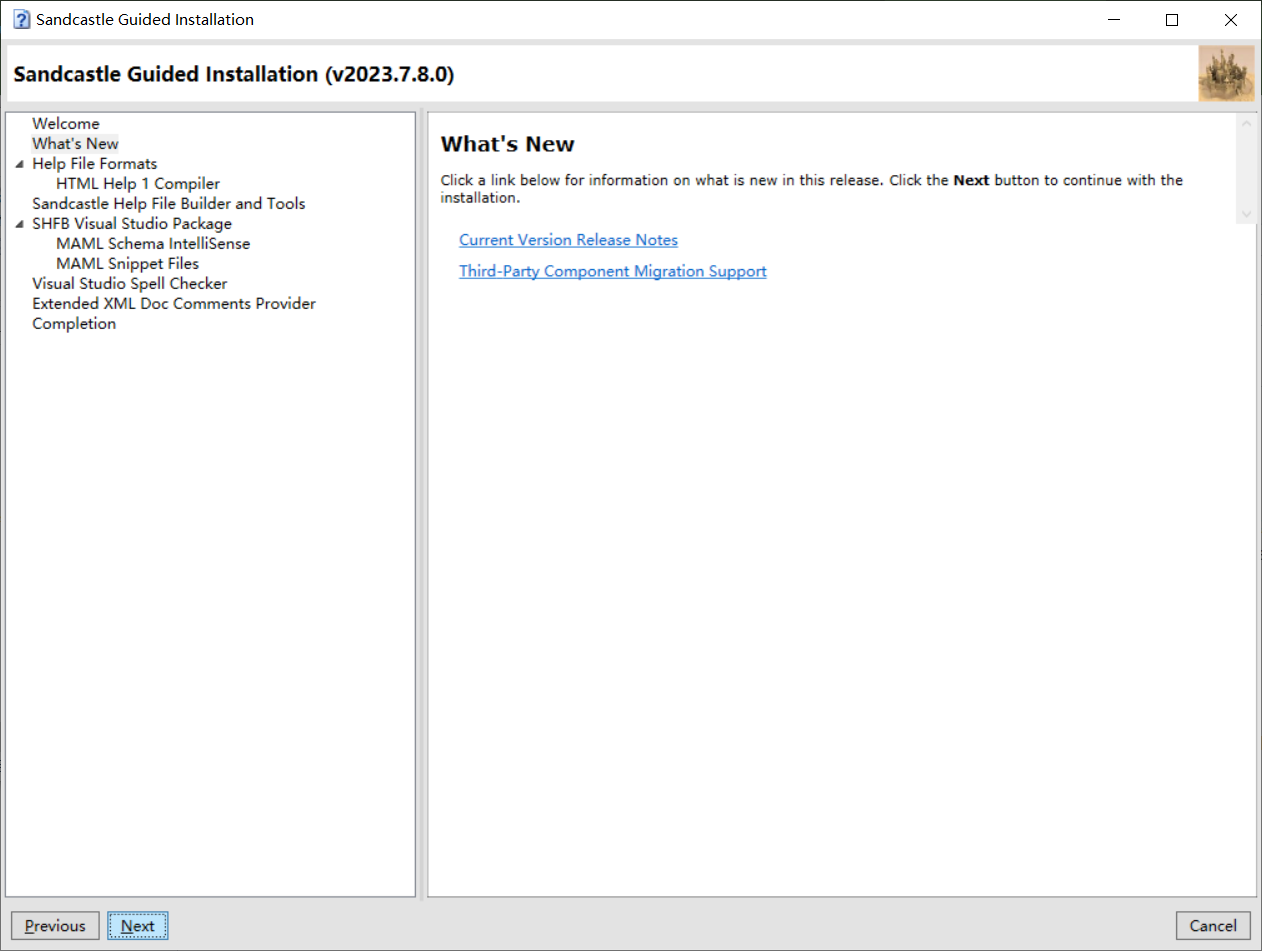 Sandcastle Guided Installation
Sandcastle Guided Installation (v2023.7.8.0)
Welcome
What's New
Help File Formats
HTML Help 1 Compiler
Sandcastle Help File Builder and Tools
SHFB Visual Studio Package
MAML Schema IntelliSense
MAML Snippet Files
Visual Studio Spell Checker
Extended XML Doc Comments Provider
Completion
What's New
Click a link below for information on what is new in this release. Click the Next button to continue with the
installation.
Current Version Release Notes
Third-Party Component Migration Support
Previous
Next
Cancel